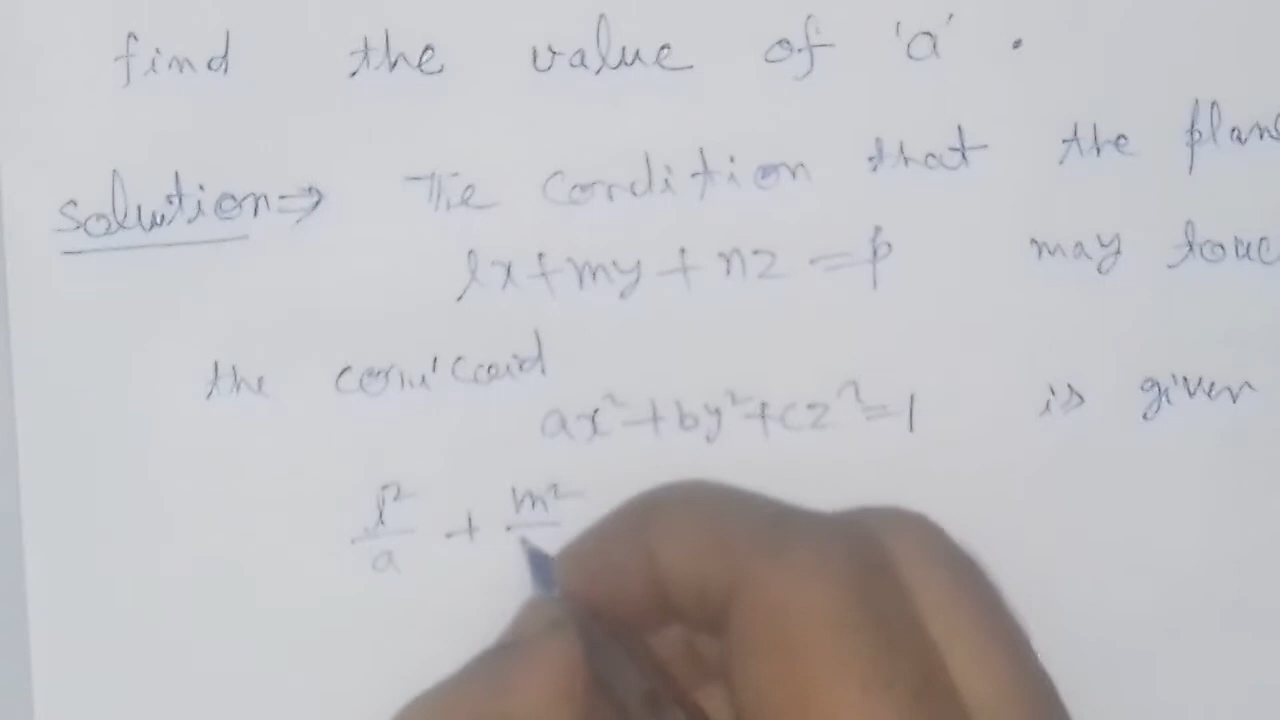 find the value of 'a' .
Solution⇒ The condition that the plan
lx+my+nz=p may touc
the conicoid
ax²+by²+cz²=1 is given
l²/a + m²